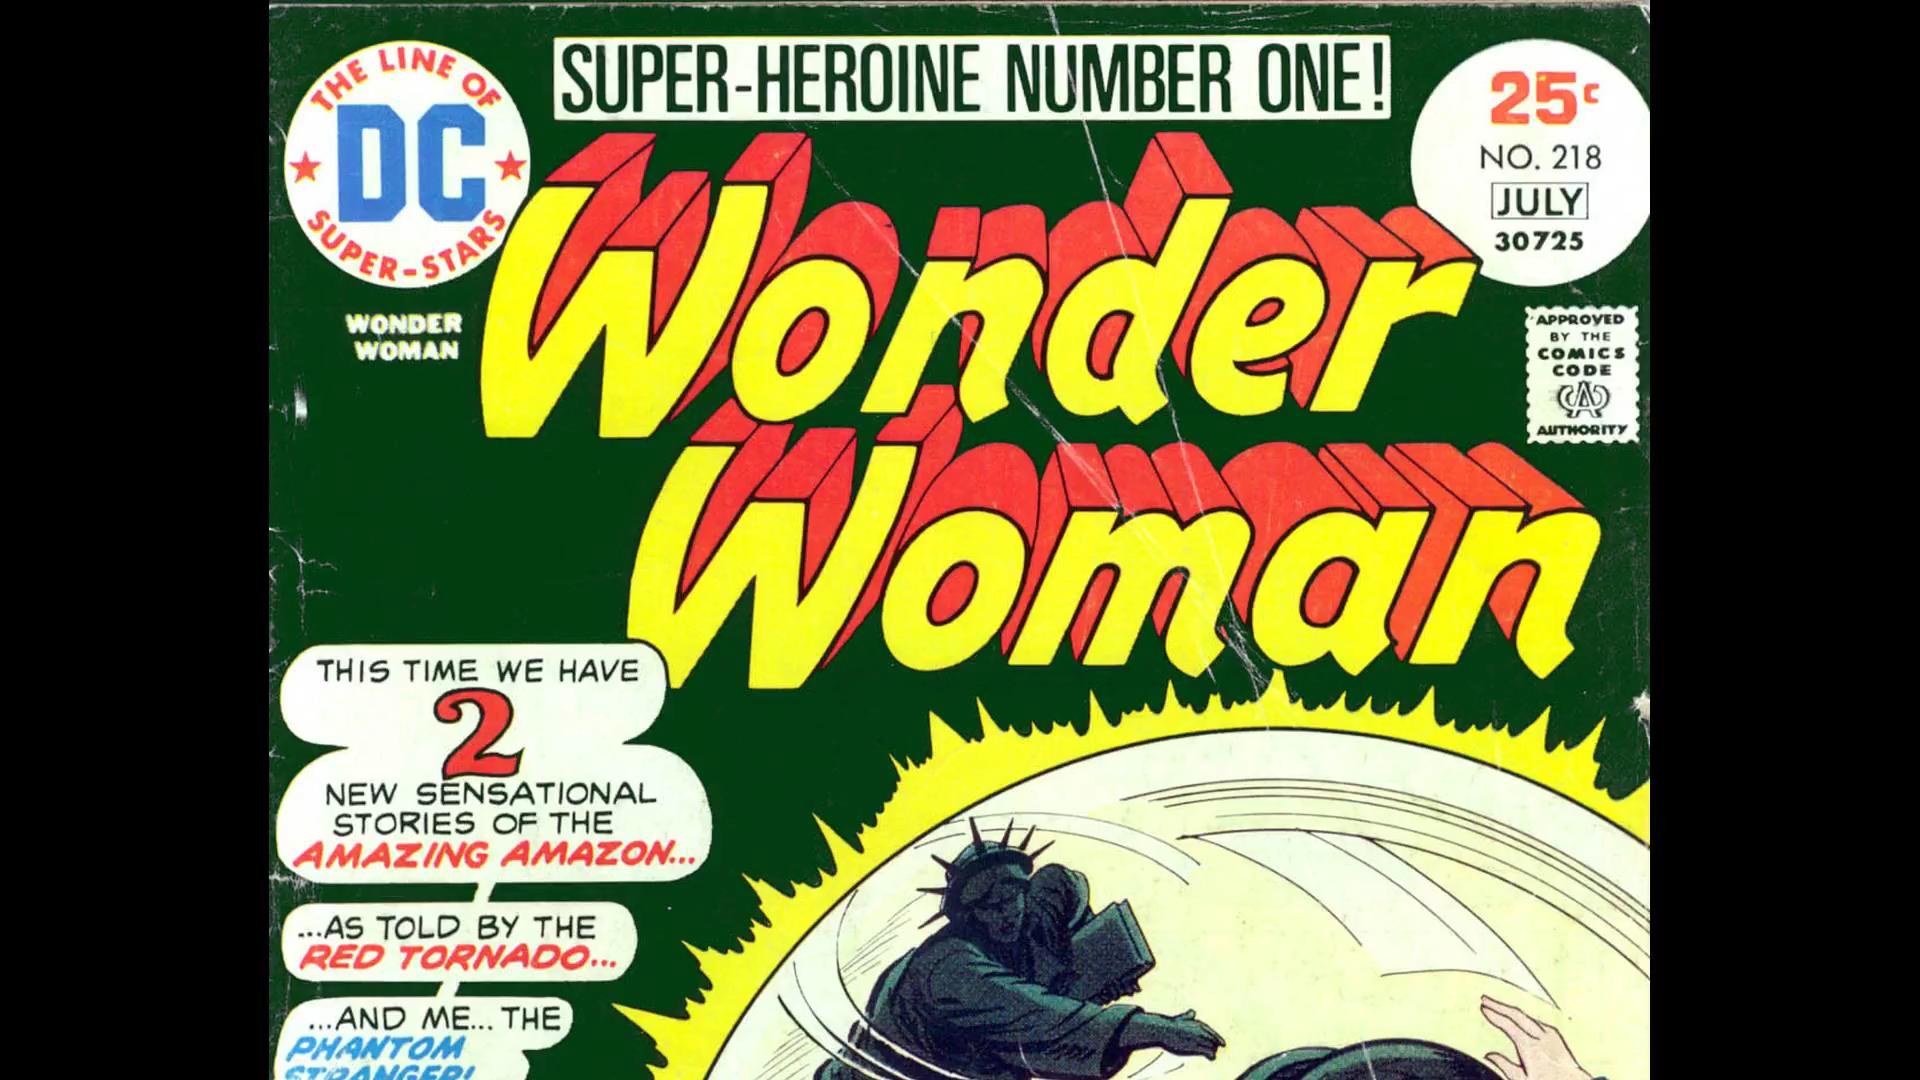 THE LINE OF
DC
SUPER-STARS
SUPER-HEROINE NUMBER ONE!
25¢
NO. 218
JULY
30725
Wonder
Woman
WONDER
WOMAN
APPROVED
BY THE
COMICS
CODE
CA
AUTHORITY
THIS TIME WE HAVE
2
NEW SENSATIONAL
STORIES OF THE
AMAZING AMAZON...
...AS TOLD BY THE
RED TORNADO...
...AND ME... THE
PHANTOM
STRANGER!